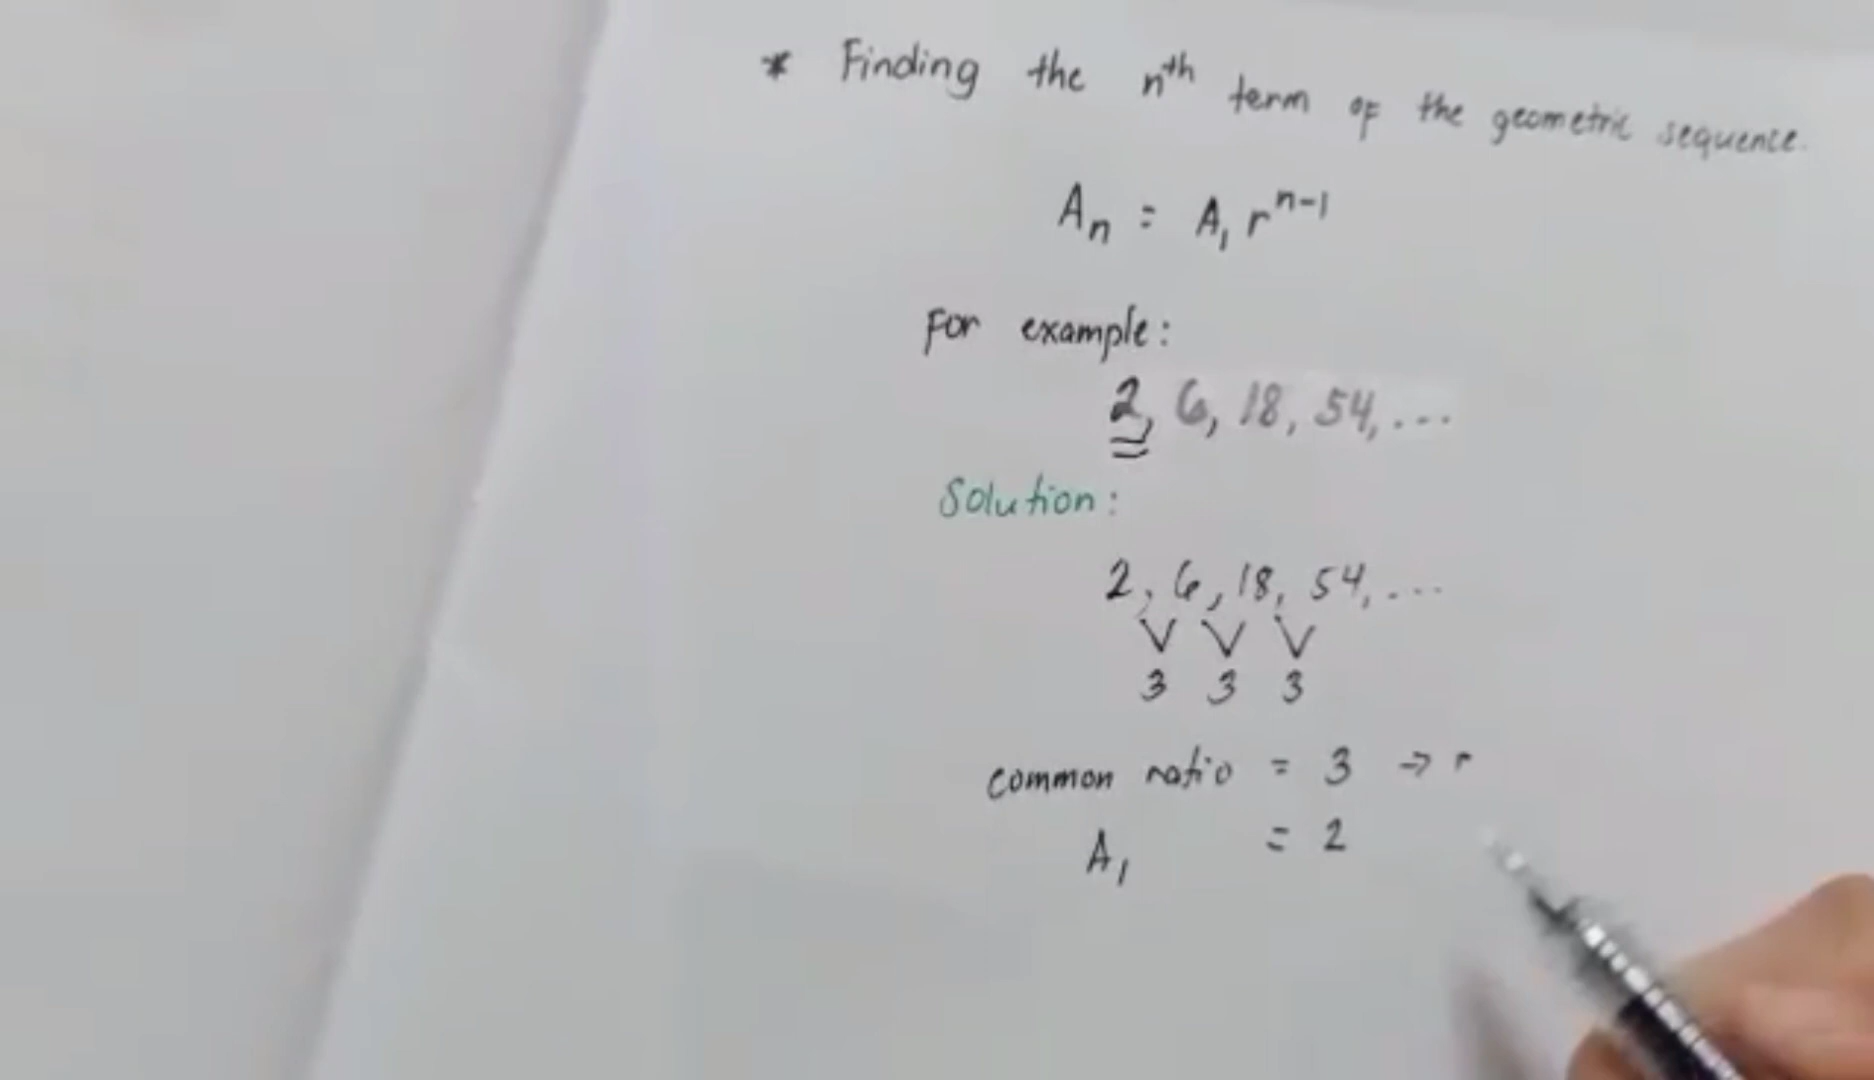 * Finding the nth term of the geometric sequence.
An = A1 r^n-1
For example:
2, 6, 18, 54, ...
Solution:
2, 6, 18, 54, ...
3 3 3
common ratio = 3 → r
A1 = 2